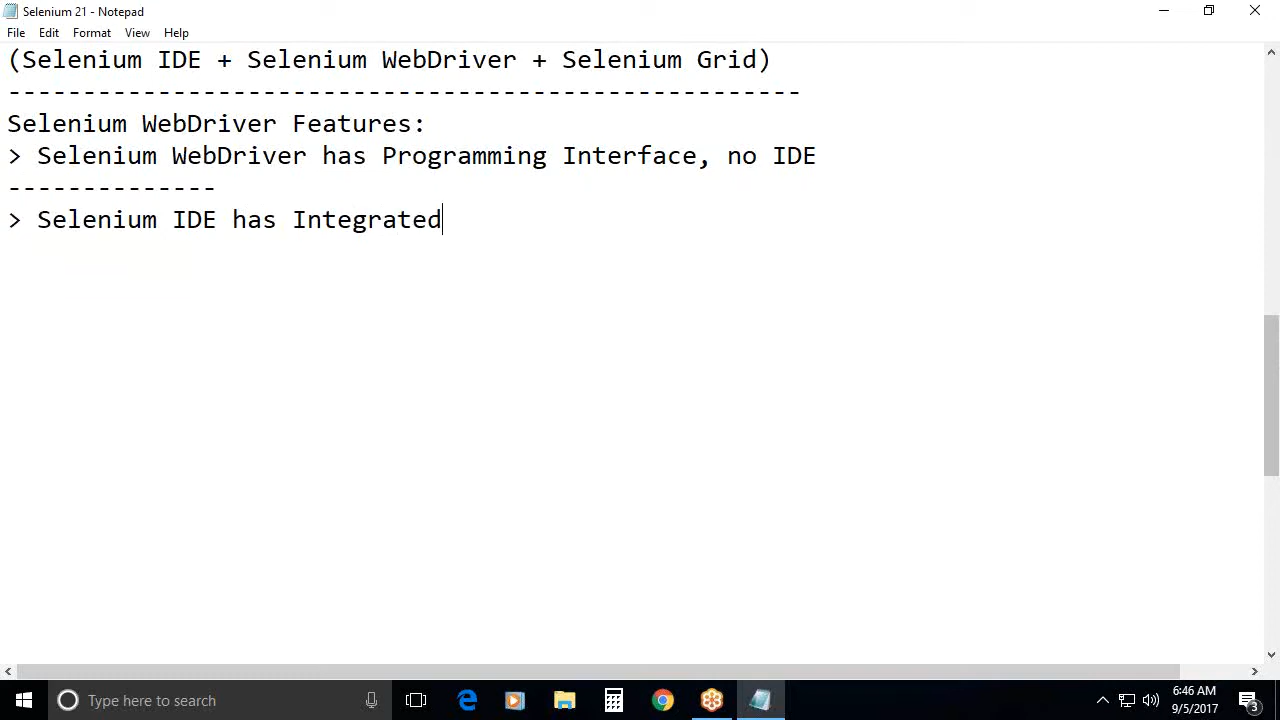 Selenium 21 - Notepad
File Edit Format View Help
(Selenium IDE + Selenium WebDriver + Selenium Grid)
-----------------------------------------------------
Selenium WebDriver Features:
> Selenium WebDriver has Programming Interface, no IDE
--------------
> Selenium IDE has Integrated
Type here to search
6:46 AM
9/5/2017
3